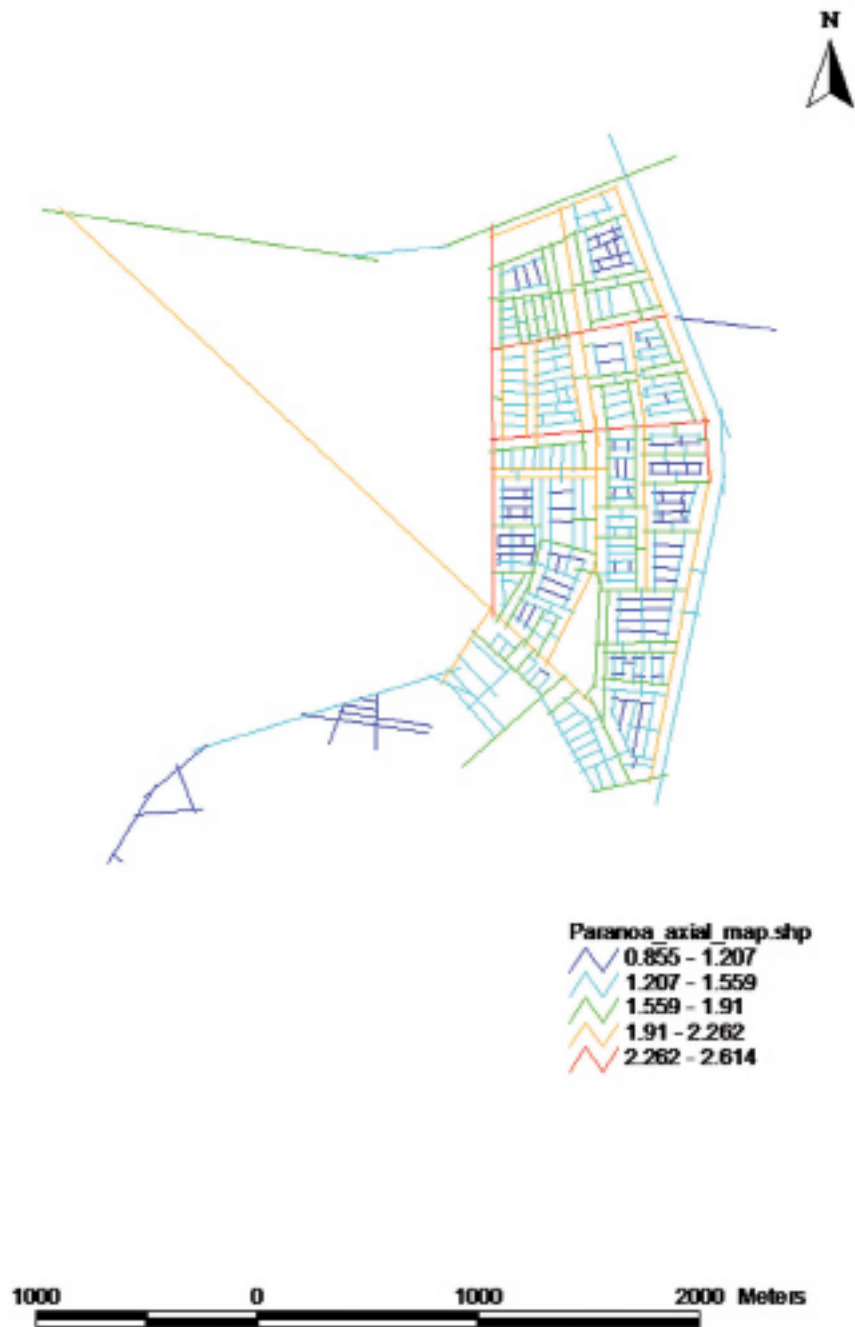 N
Paranoa_axial_map.shp
0.855 - 1.207
1.207 - 1.559
1.559 - 1.91
1.91 - 2.262
2.262 - 2.614
1000 0 1000 2000 Meters